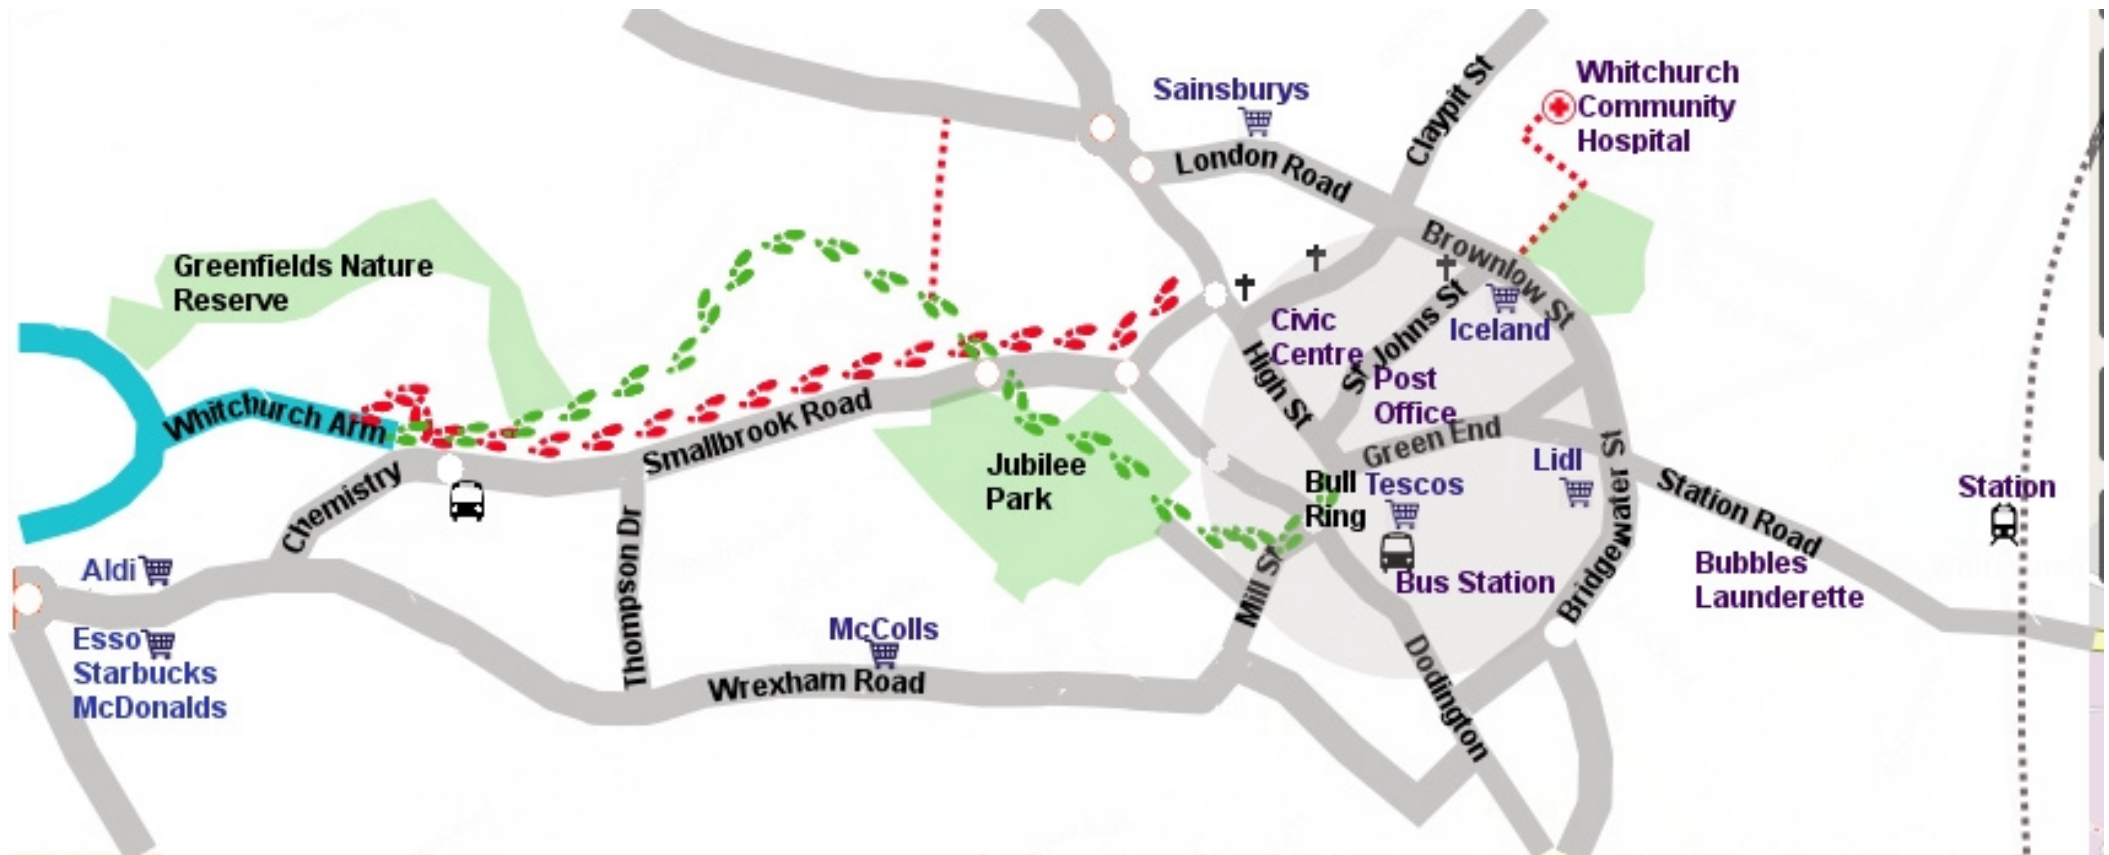 Sainsburys
Whitchurch
Community
Hospital
Claypit St
London Road
Brownlow St
Greenfields Nature
Reserve
Civic
Centre
St Johns St
Iceland
High St
Post
Office
Whitchurch Arm
Smallbrook Road
Green End
Chemistry
Jubilee
Park
Bull
Ring
Tescos
Lidl
Bridgewater St
Station Road
Station
Thompson Dr
Aldi
Mill St
Bus Station
Bubbles
Launderette
Esso
Starbucks
McDonalds
McColls
Wrexham Road
Dodington